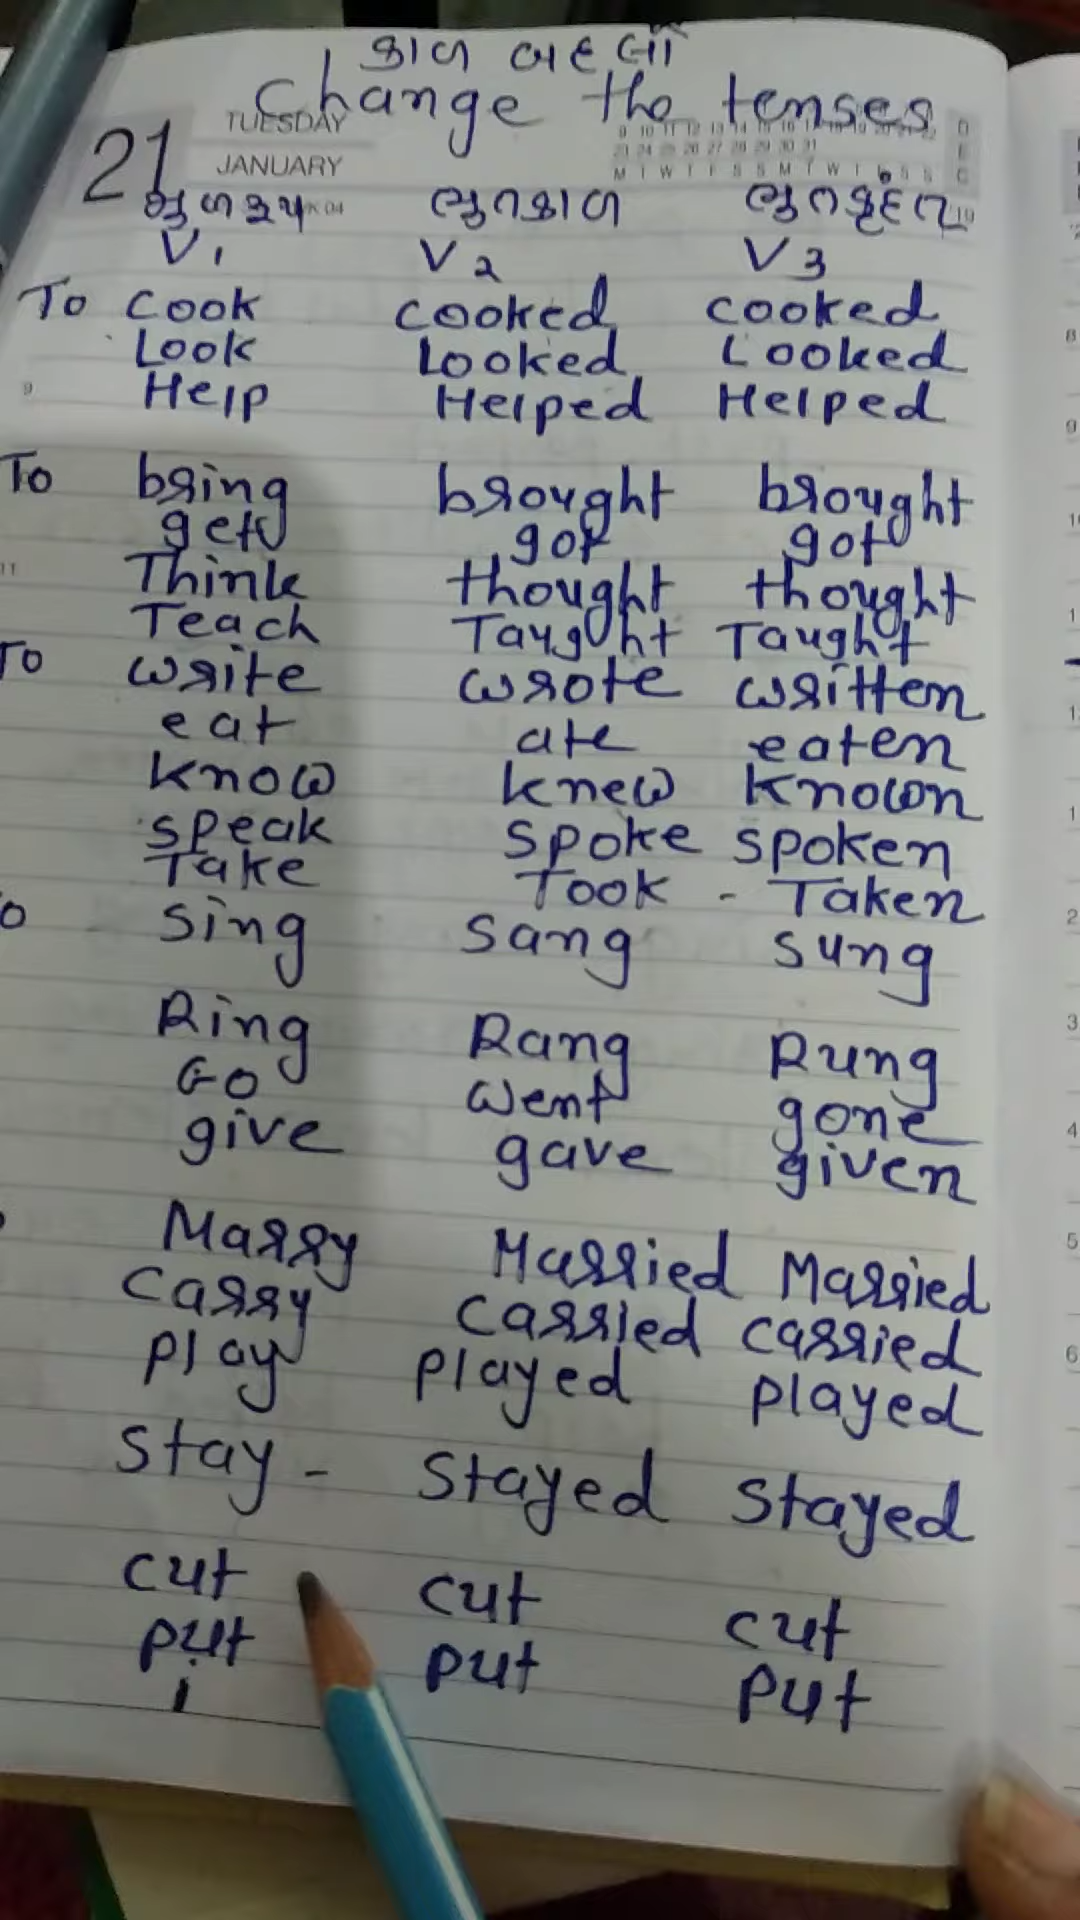 કાળ બદલો
Change the tenses
TUESDAY
21 JANUARY
મુળરૂપ ભુતકાળ ભુતકૃદન્ત
V1 V2 V3
To cook cooked cooked
Look Looked Looked
Help Helped Helped
To bring brought brought
get got got
Think thought thought
Teach Taught Taught
To write wrote written
eat ate eaten
know knew known
speak spoke spoken
Take Took - Taken
sing sang sung
Ring Rang Rung
Go went gone
give gave given
Marry Married Married
carry carried carried
play played played
stay - stayed stayed
cut cut cut
put put put